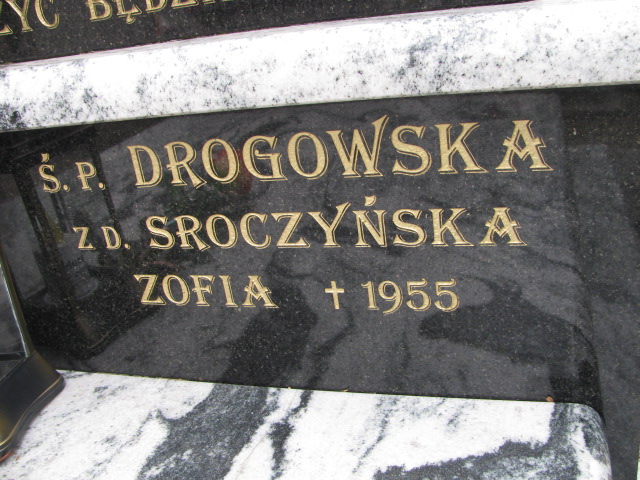 Ś. P. DROGOWSKA
Z D. SROCZYŃSKA
ZOFIA † 1955